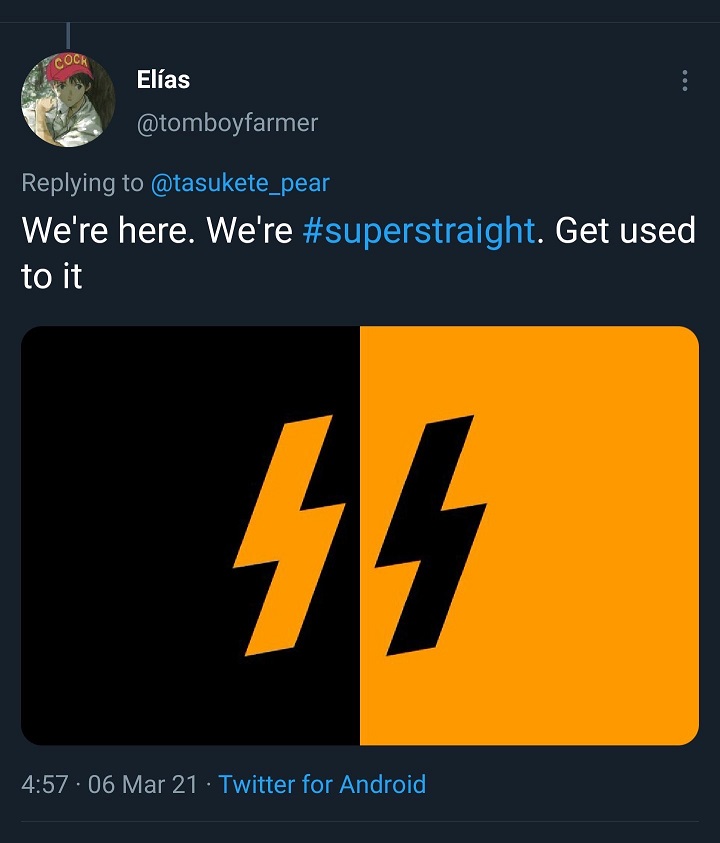 COCK
Elías
@tomboyfarmer
Replying to @tasukete_pear
We're here. We're #superstraight. Get used
to it
4:57 · 06 Mar 21 · Twitter for Android